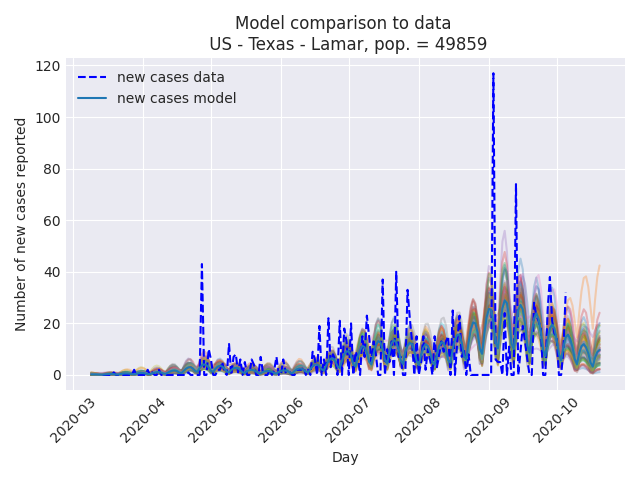 Model comparison to data
US - Texas - Lamar, pop. = 49859
new cases data
new cases model
Number of new cases reported
120
100
80
60
40
20
0
2020-03
2020-04
2020-05
2020-06
2020-07
2020-08
2020-09
2020-10
Day